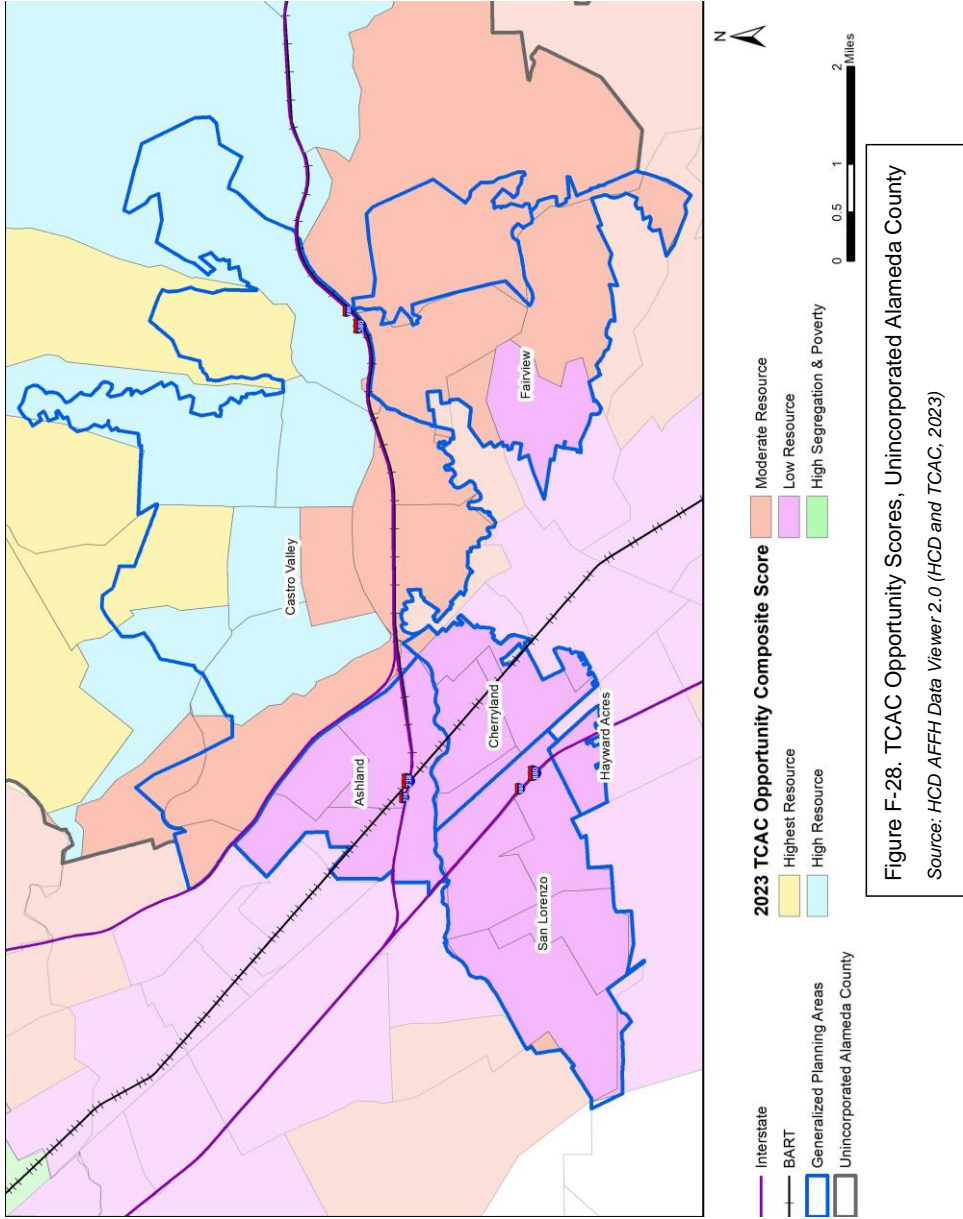 Castro Valley
Ashland
Cherryland
Fairview
Hayward Acres
San Lorenzo
N
Interstate
BART
Generalized Planning Areas
Unincorporated Alameda County
2023 TCAC Opportunity Composite Score
Highest Resource
High Resource
Moderate Resource
Low Resource
High Segregation & Poverty
0 0.5 1 2
Miles
Figure F-28. TCAC Opportunity Scores, Unincorporated Alameda County
Source: HCD AFFH Data Viewer 2.0 (HCD and TCAC, 2023)